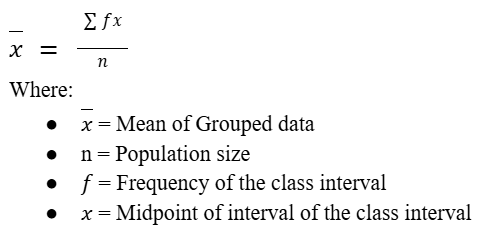 x̅ = ∑ fx / n
Where:
● x̅ = Mean of Grouped data
● n = Population size
● f = Frequency of the class interval
● x = Midpoint of interval of the class interval